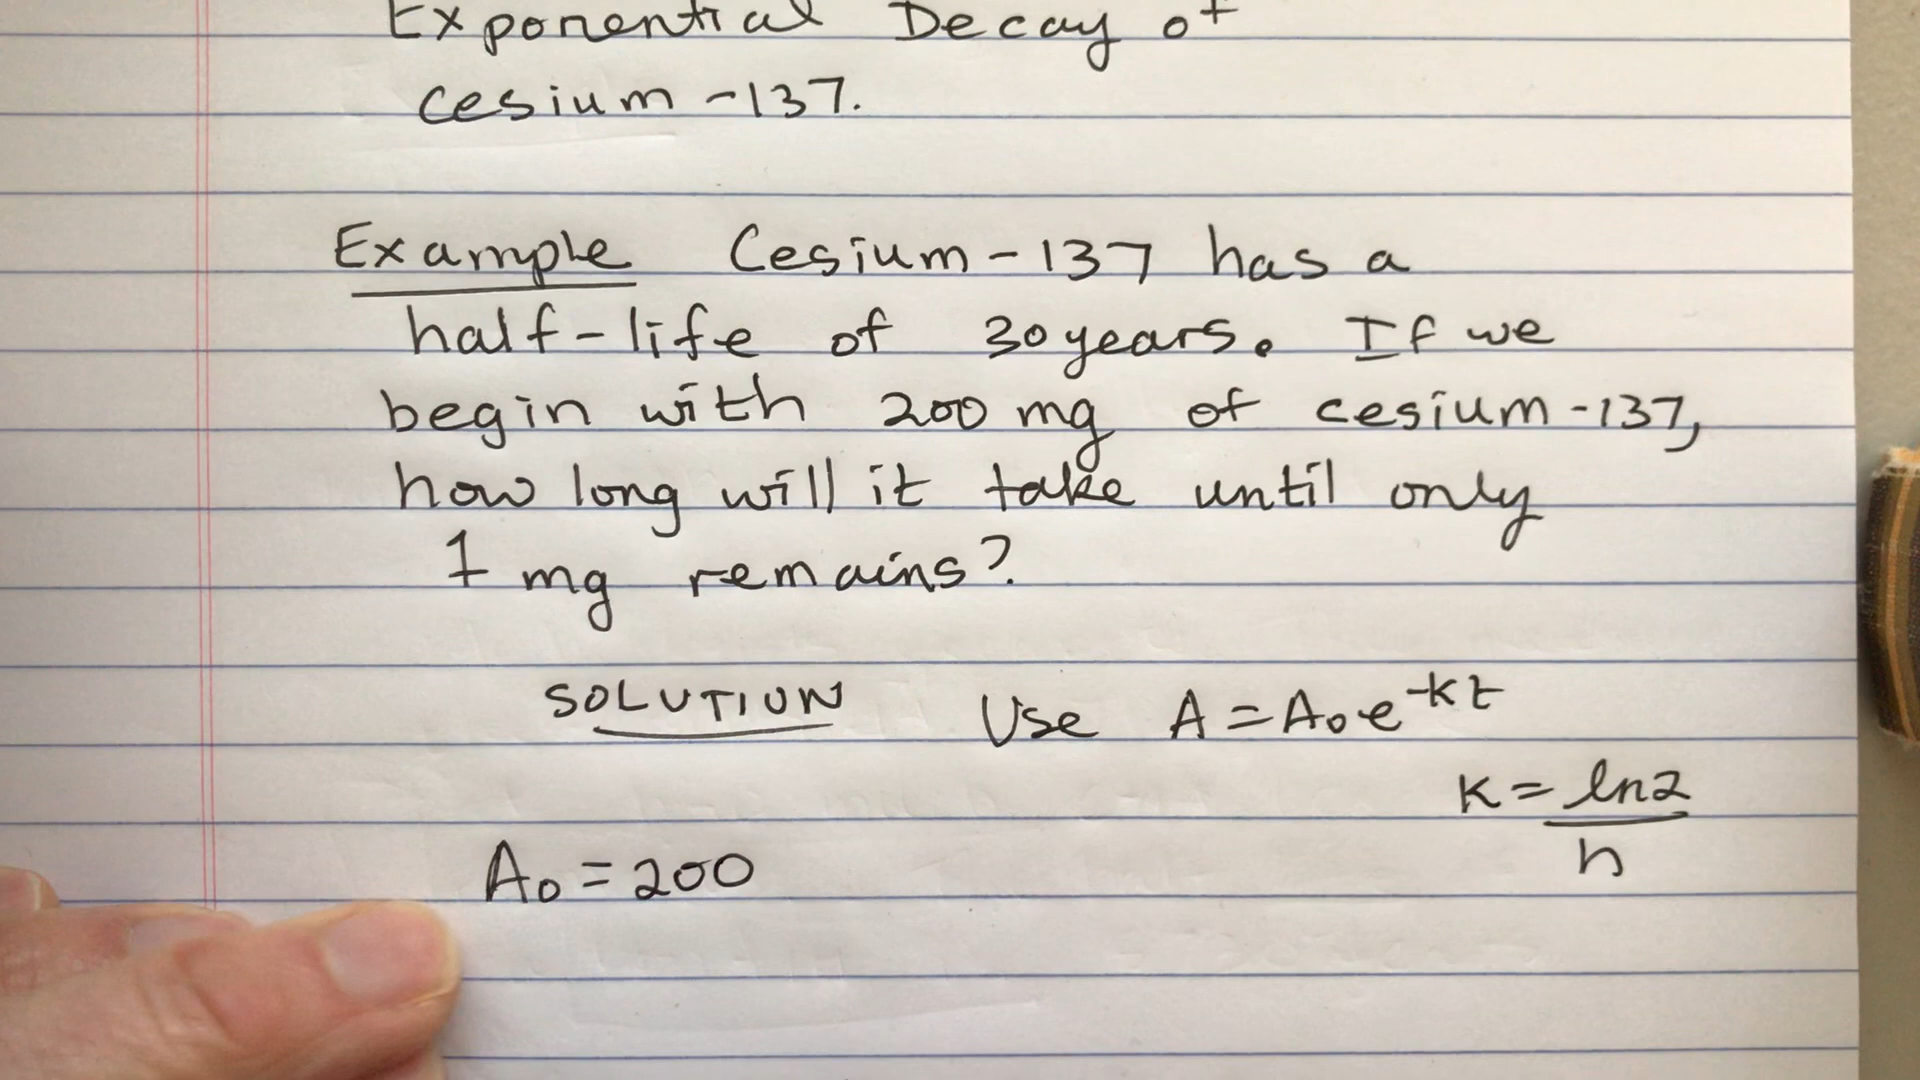 Exponential Decay of
cesium-137.
Example Cesium-137 has a
half-life of 30 years. If we
begin with 200 mg of cesium-137,
how long will it take until only
1 mg remains?
SOLUTION Use A = A₀e^-kt
K = ln2/h
A₀ = 200